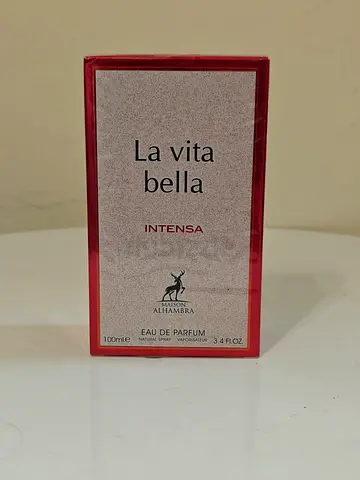 La vita
bella
INTENSA
MAISON
ALHAMBRA
EAU DE PARFUM
100ml e NATURAL SPRAY VAPORISATEUR 3.4 FL.OZ.